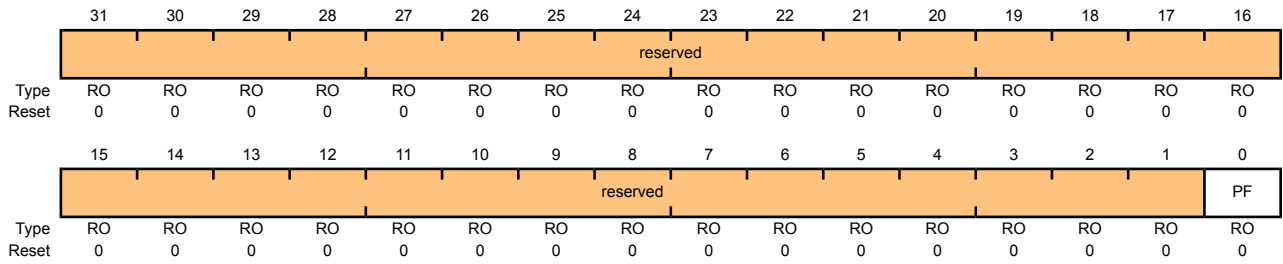 31 30 29 28 27 26 25 24 23 22 21 20 19 18 17 16
reserved
Type RO RO RO RO RO RO RO RO RO RO RO RO RO RO RO RO
Reset 0 0 0 0 0 0 0 0 0 0 0 0 0 0 0 0
15 14 13 12 11 10 9 8 7 6 5 4 3 2 1 0
reserved PF
Type RO RO RO RO RO RO RO RO RO RO RO RO RO RO RO RO
Reset 0 0 0 0 0 0 0 0 0 0 0 0 0 0 0 0